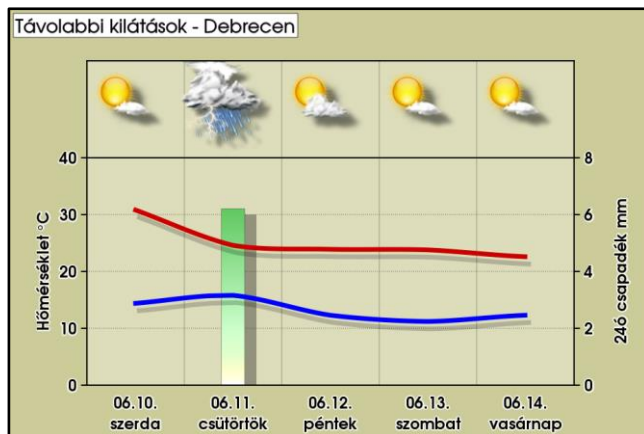 Távolabbi kilátások - Debrecen
40
30
20
10
0
Hőmérséklet °C
8
6
4
2
0
24ó csapadék mm
06.10. 06.11. 06.12. 06.13. 06.14.
szerda csütörtök péntek szombat vasárnap